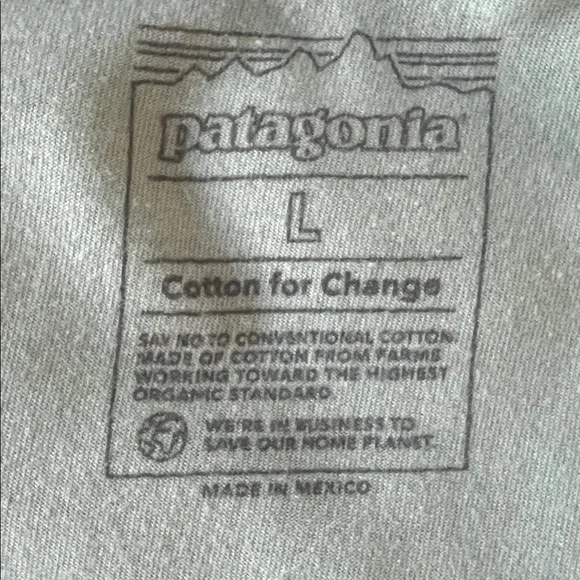 patagonia
L
Cotton for Change
SAY NO TO CONVENTIONAL COTTON.
MADE OF COTTON FROM FARMS
WORKING TOWARD THE HIGHEST
ORGANIC STANDARD
WE'RE IN BUSINESS TO
SAVE OUR HOME PLANET.
MADE IN MEXICO